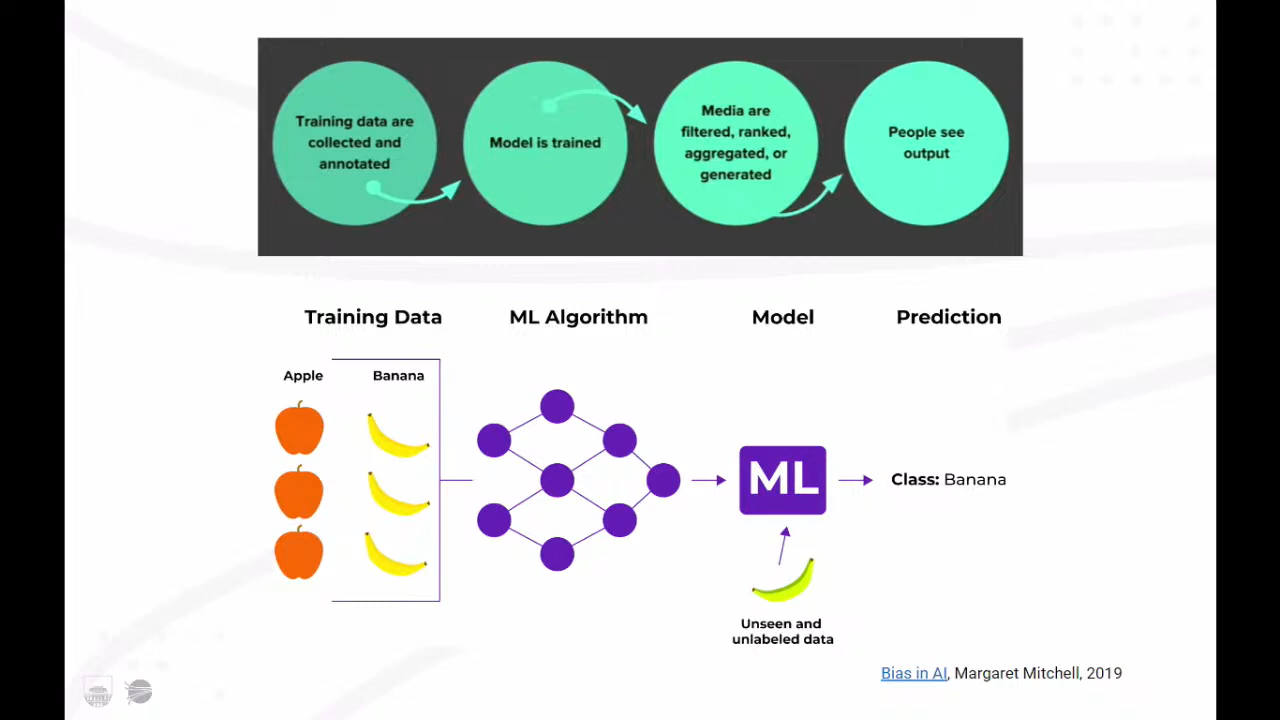 Training data are
collected and
annotated
Model is trained
Media are
filtered, ranked,
aggregated, or
generated
People see
output
Training Data
ML Algorithm
Model
Prediction
Apple
Banana
ML
Class: Banana
Unseen and
unlabeled data
Bias in AI, Margaret Mitchell, 2019